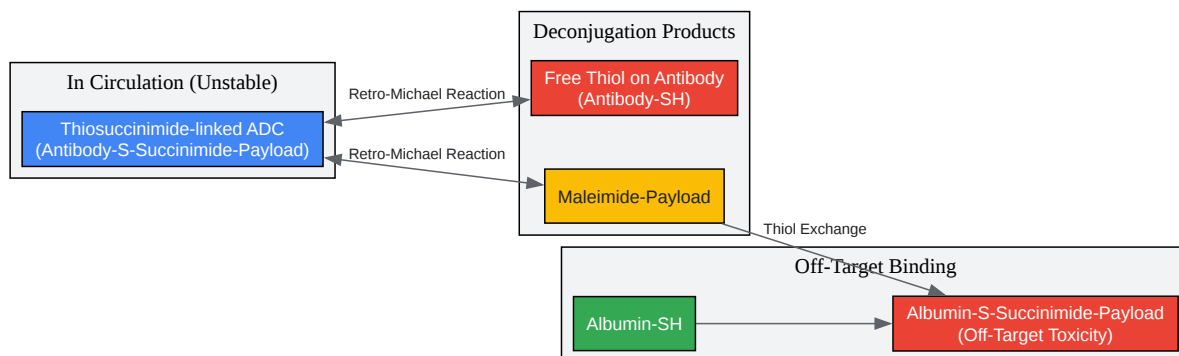 Deconjugation Products
In Circulation (Unstable)
Free Thiol on Antibody
(Antibody-SH)
Retro-Michael Reaction
Thiosuccinimide-linked ADC
(Antibody-S-Succinimide-Payload)
Retro-Michael Reaction
Maleimide-Payload
Thiol Exchange
Off-Target Binding
Albumin-SH
Albumin-S-Succinimide-Payload
(Off-Target Toxicity)